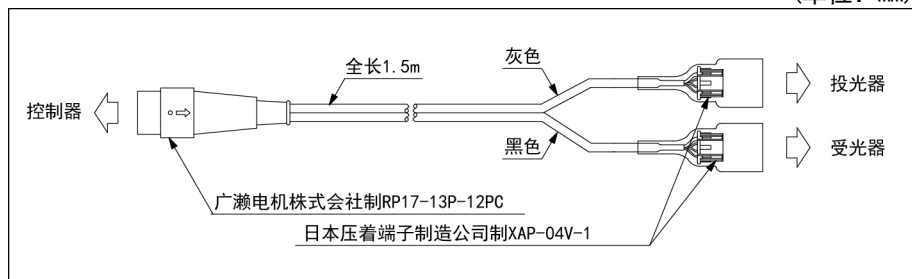 (单位: mm)
全长1.5m
灰色
控制器
投光器
黑色
受光器
广濑电机株式会社制RP17-13P-12PC
日本压着端子制造公司制XAP-04V-1